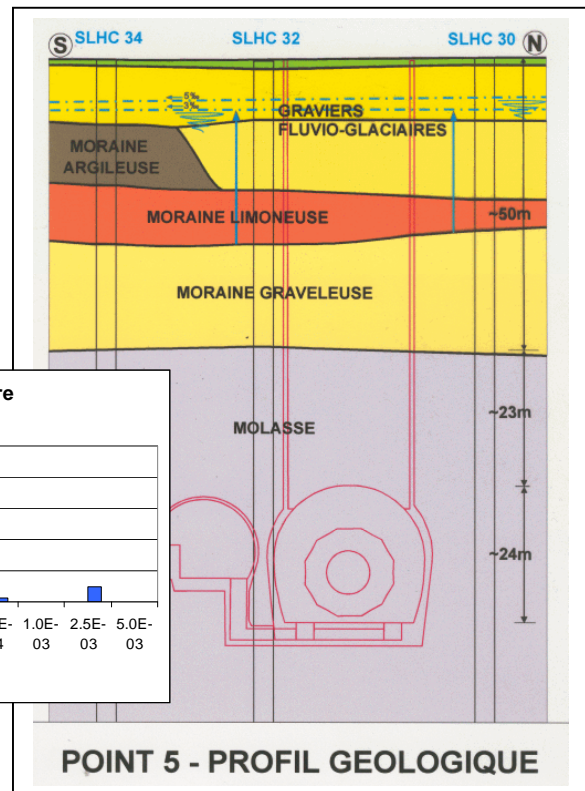 S SLHC 34 SLHC 32 SLHC 30 N
5‰
3‰
GRAVIERS
FLUVIO-GLACIAIRES
MORAINE
ARGILEUSE
MORAINE LIMONEUSE
~50m
MORAINE GRAVELEUSE
re
~23m
MOLASSE
~24m
E- 1.0E- 2.5E- 5.0E-
4 03 03 03
POINT 5 - PROFIL GEOLOGIQUE